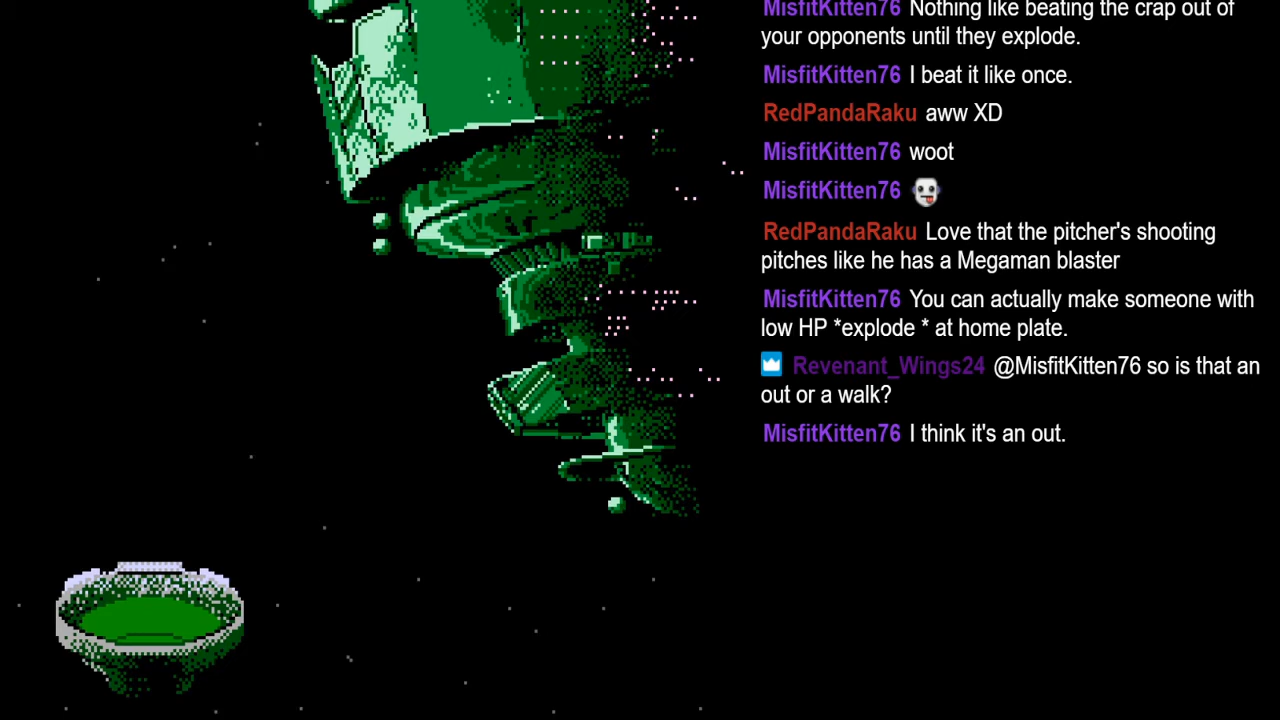 MisfitKitten76 Nothing like beating the crap out of
your opponents until they explode.
MisfitKitten76 I beat it like once.
RedPandaRaku aww XD
MisfitKitten76 woot
MisfitKitten76
RedPandaRaku Love that the pitcher's shooting
pitches like he has a Megaman blaster
MisfitKitten76 You can actually make someone with
low HP *explode * at home plate.
Revenant_Wings24 @MisfitKitten76 so is that an
out or a walk?
MisfitKitten76 I think it's an out.